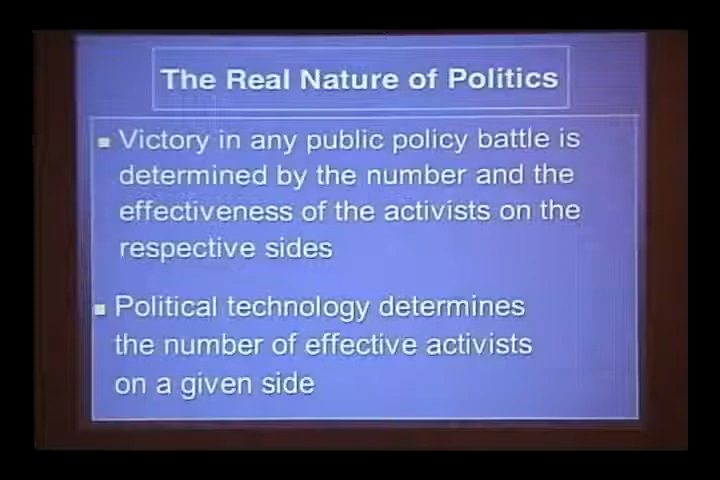 The Real Nature of Politics
Victory in any public policy battle is
determined by the number and the
effectiveness of the activists on the
respective sides
Political technology determines
the number of effective activists
on a given side